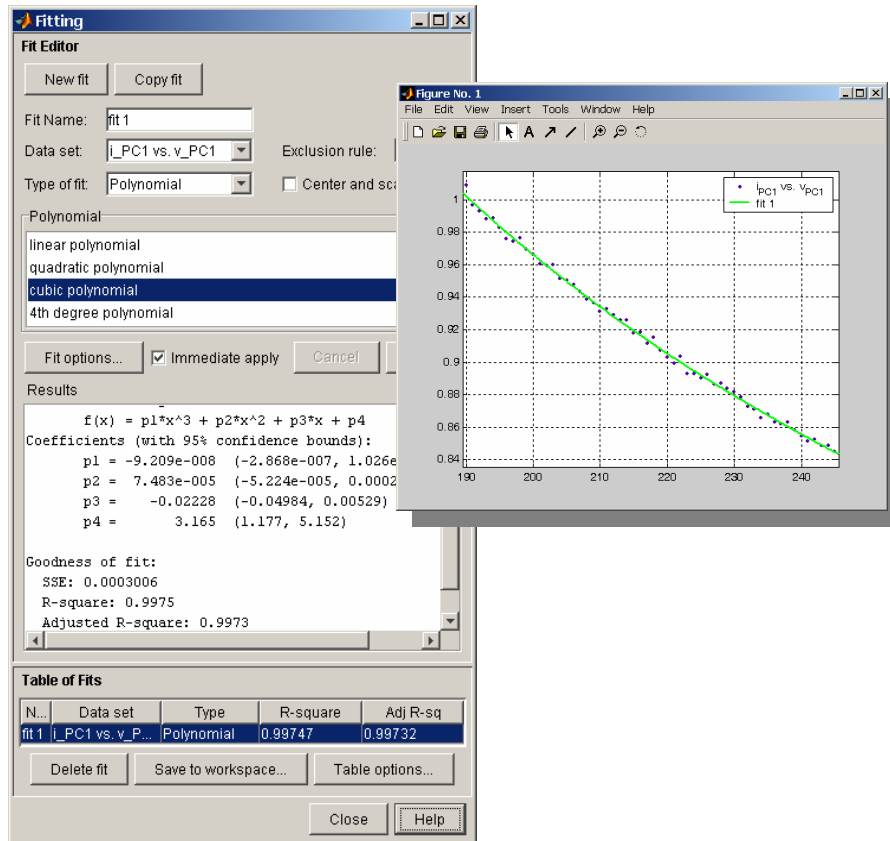 Fitting
Fit Editor
New fit
Copy fit
Fit Name:
fit 1
Data set:
i_PC1 vs. v_PC1
Exclusion rule:
Type of fit:
Polynomial
Center and sca
Polynomial
linear polynomial
quadratic polynomial
cubic polynomial
4th degree polynomial
Fit options...
Immediate apply
Cancel
Results
f(x) = p1*x^3 + p2*x^2 + p3*x + p4
Coefficients (with 95% confidence bounds):
p1 = -9.209e-008 (-2.868e-007, 1.026e
p2 = 7.483e-005 (-5.224e-005, 0.0002
p3 = -0.02228 (-0.04984, 0.00529)
p4 = 3.165 (1.177, 5.152)
Goodness of fit:
SSE: 0.0003006
R-square: 0.9975
Adjusted R-square: 0.9973
Table of Fits
N... Data set Type R-square Adj R-sq
fit 1 i_PC1 vs. v_P... Polynomial 0.99747 0.99732
Delete fit
Save to workspace...
Table options...
Close
Help
Figure No. 1
File Edit View Insert Tools Window Help
A
i_PC1 vs. v_PC1
fit 1
1
0.98
0.96
0.94
0.92
0.9
0.88
0.86
0.84
190 200 210 220 230 240